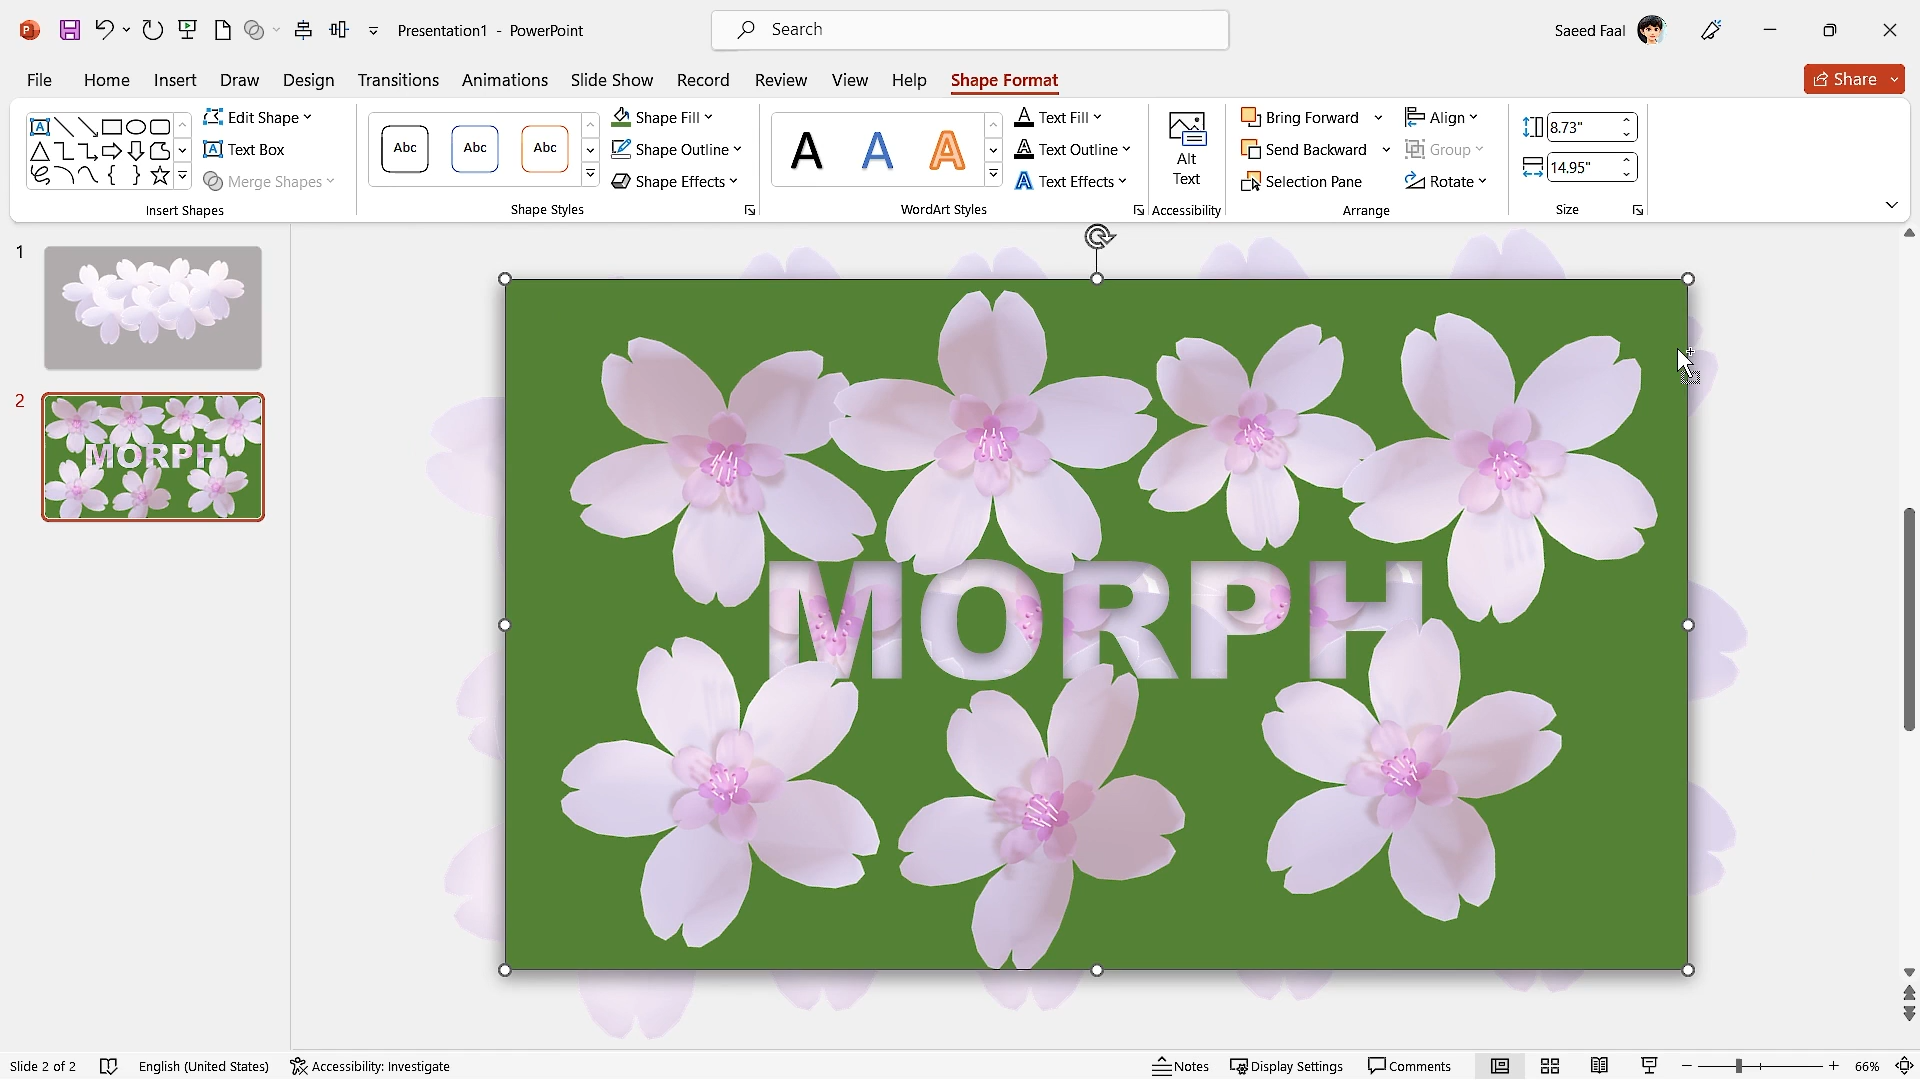 Presentation1 - PowerPoint
Search
Saeed Faal
File Home Insert Draw Design Transitions Animations Slide Show Record Review View Help Shape Format
Share
Edit Shape
Text Box
Merge Shapes
Insert Shapes
Abc Abc Abc
Shape Fill
Shape Outline
Shape Effects
Shape Styles
A A A
Text Fill
Text Outline
Text Effects
WordArt Styles
Alt
Text
Accessibility
Bring Forward
Send Backward
Selection Pane
Align
Group
Rotate
Arrange
8.73"
14.95"
Size
1
2
MORPH
MORPH
Slide 2 of 2 English (United States) Accessibility: Investigate Notes Display Settings Comments 66%